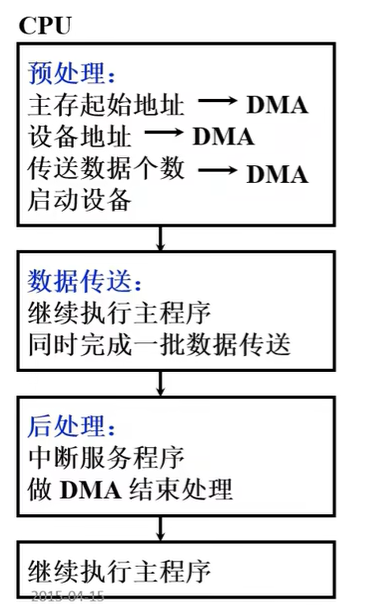 CPU
预处理：
主存起始地址 → DMA
设备地址 → DMA
传送数据个数 → DMA
启动设备
数据传送：
继续执行主程序
同时完成一批数据传送
后处理：
中断服务程序
做 DMA 结束处理
继续执行主程序
2015-04-15